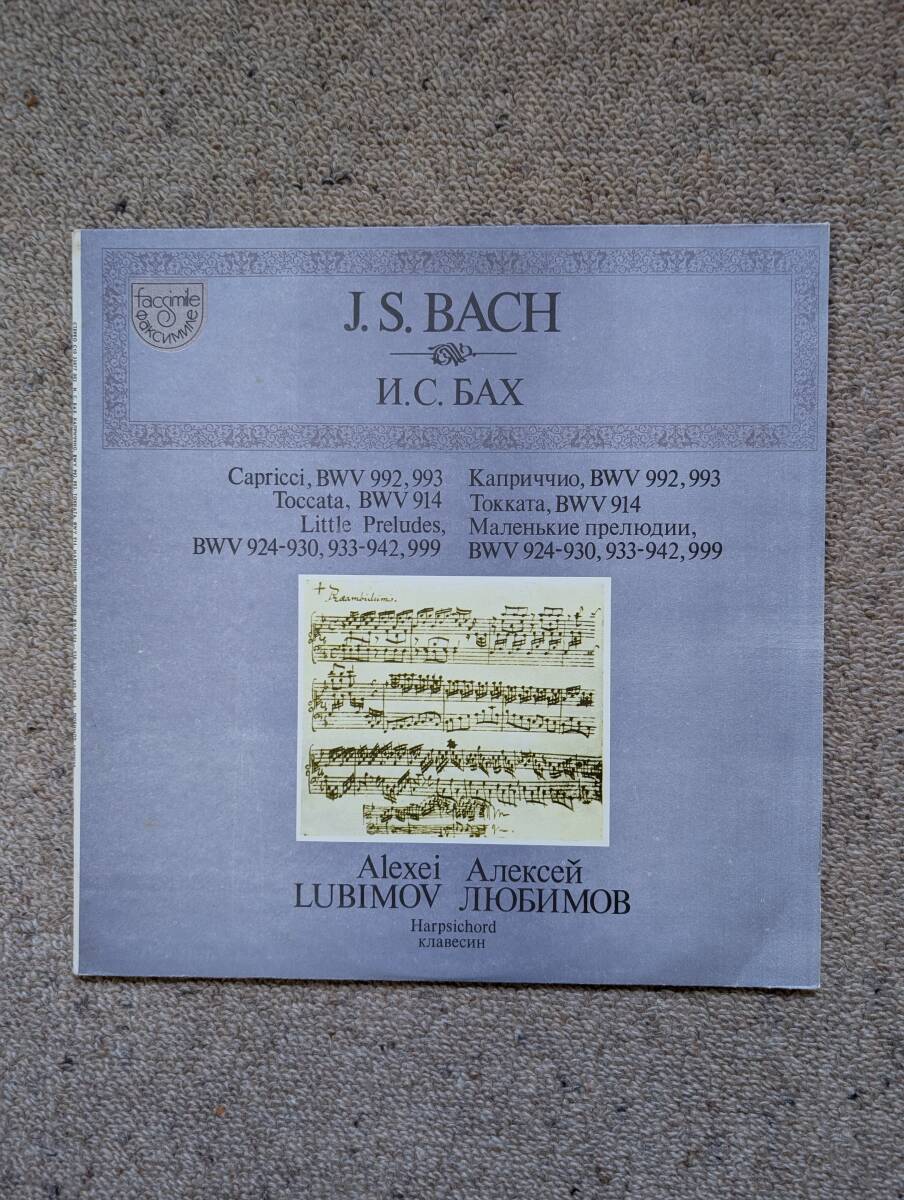 facsimile
факсимиле
J. S. BACH
И. С. БАХ
Capricci, BWV 992, 993
Toccata, BWV 914
Little Preludes,
BWV 924-930, 933-942, 999
Каприччио, BWV 992, 993
Токката, BWV 914
Маленькие прелюдии,
BWV 924-930, 933-942, 999
Praeambulum.
Alexei
LUBIMOV
Алексей
ЛЮБИМОВ
Harpsichord
клавесин